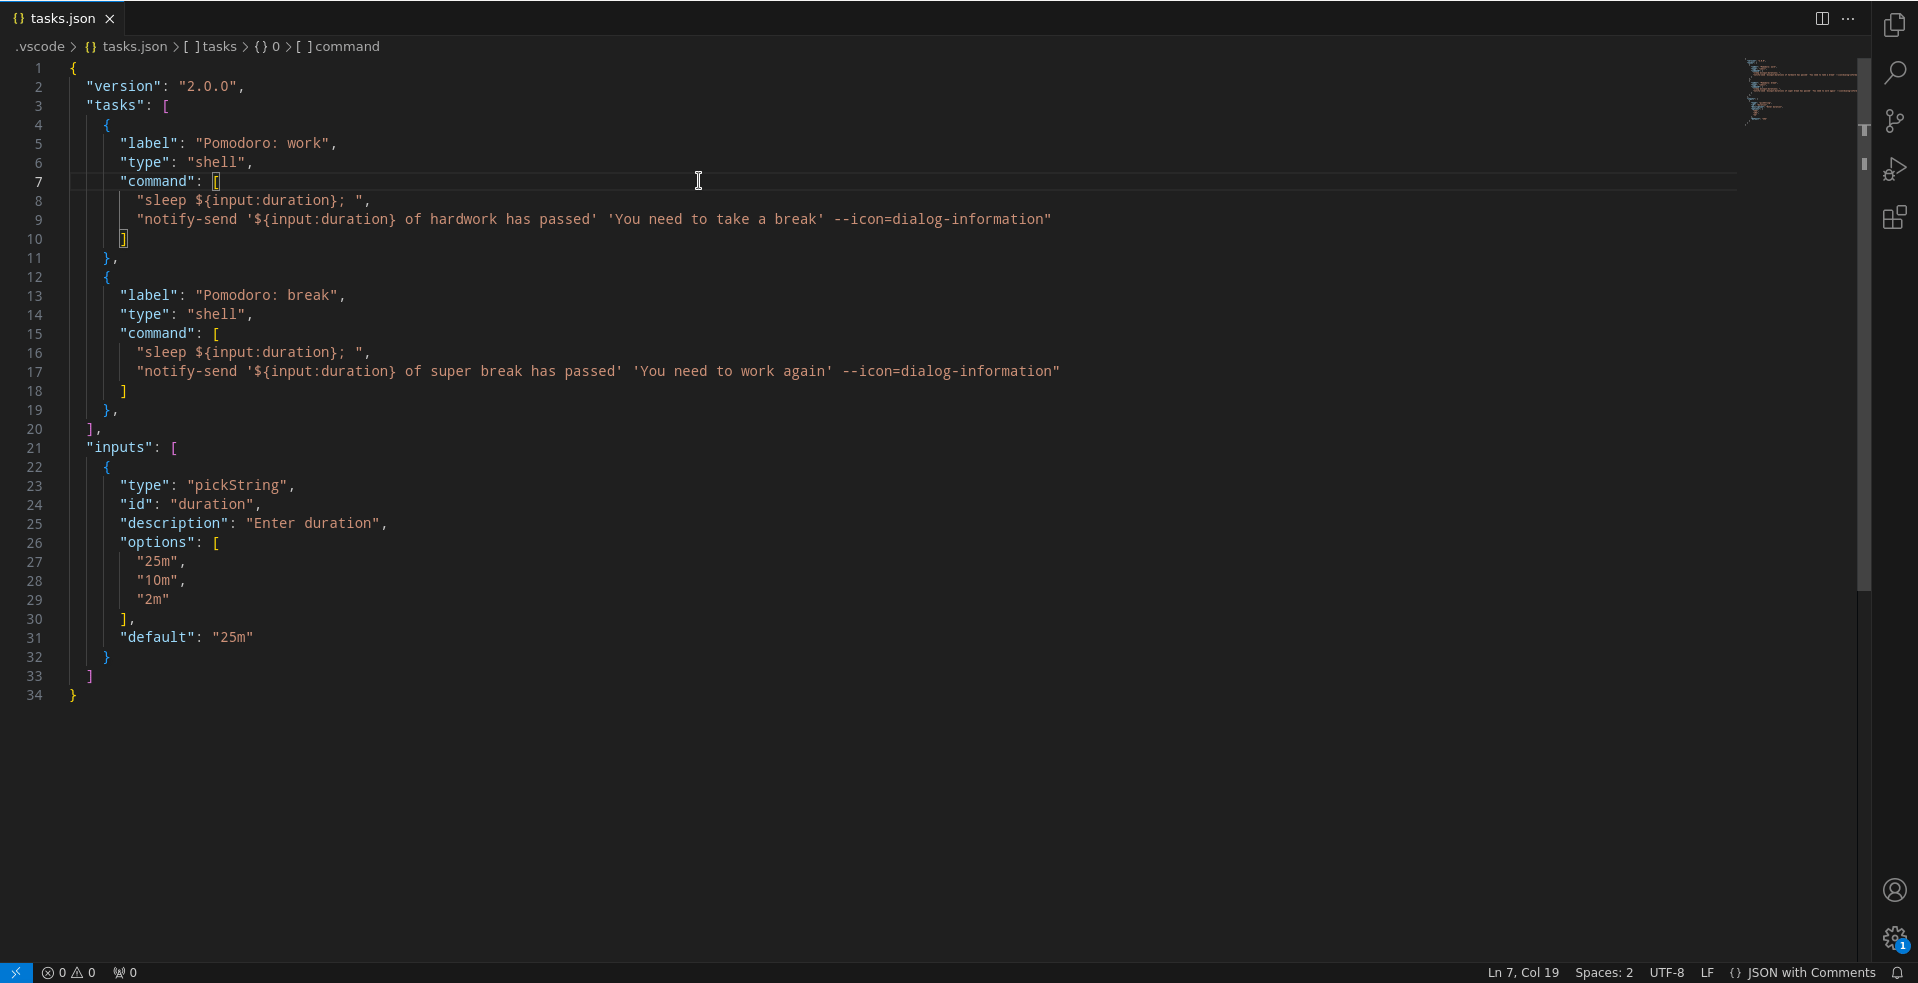 {} tasks.json ×
.vscode > {} tasks.json > [ ] tasks > {} 0 > [ ] command
1 {
2   "version": "2.0.0",
3   "tasks": [
4     {
5       "label": "Pomodoro: work",
6       "type": "shell",
7       "command": [
8         "sleep ${input:duration}; ",
9         "notify-send '${input:duration} of hardwork has passed' 'You need to take a break' --icon=dialog-information"
10       ]
11     },
12     {
13       "label": "Pomodoro: break",
14       "type": "shell",
15       "command": [
16         "sleep ${input:duration}; ",
17         "notify-send '${input:duration} of super break has passed' 'You need to work again' --icon=dialog-information"
18       ]
19     },
20   ],
21   "inputs": [
22     {
23       "type": "pickString",
24       "id": "duration",
25       "description": "Enter duration",
26       "options": [
27         "25m",
28         "10m",
29         "2m"
30       ],
31       "default": "25m"
32     }
33   ]
34 }
1
0 0 0 Ln 7, Col 19 Spaces: 2 UTF-8 LF {} JSON with Comments